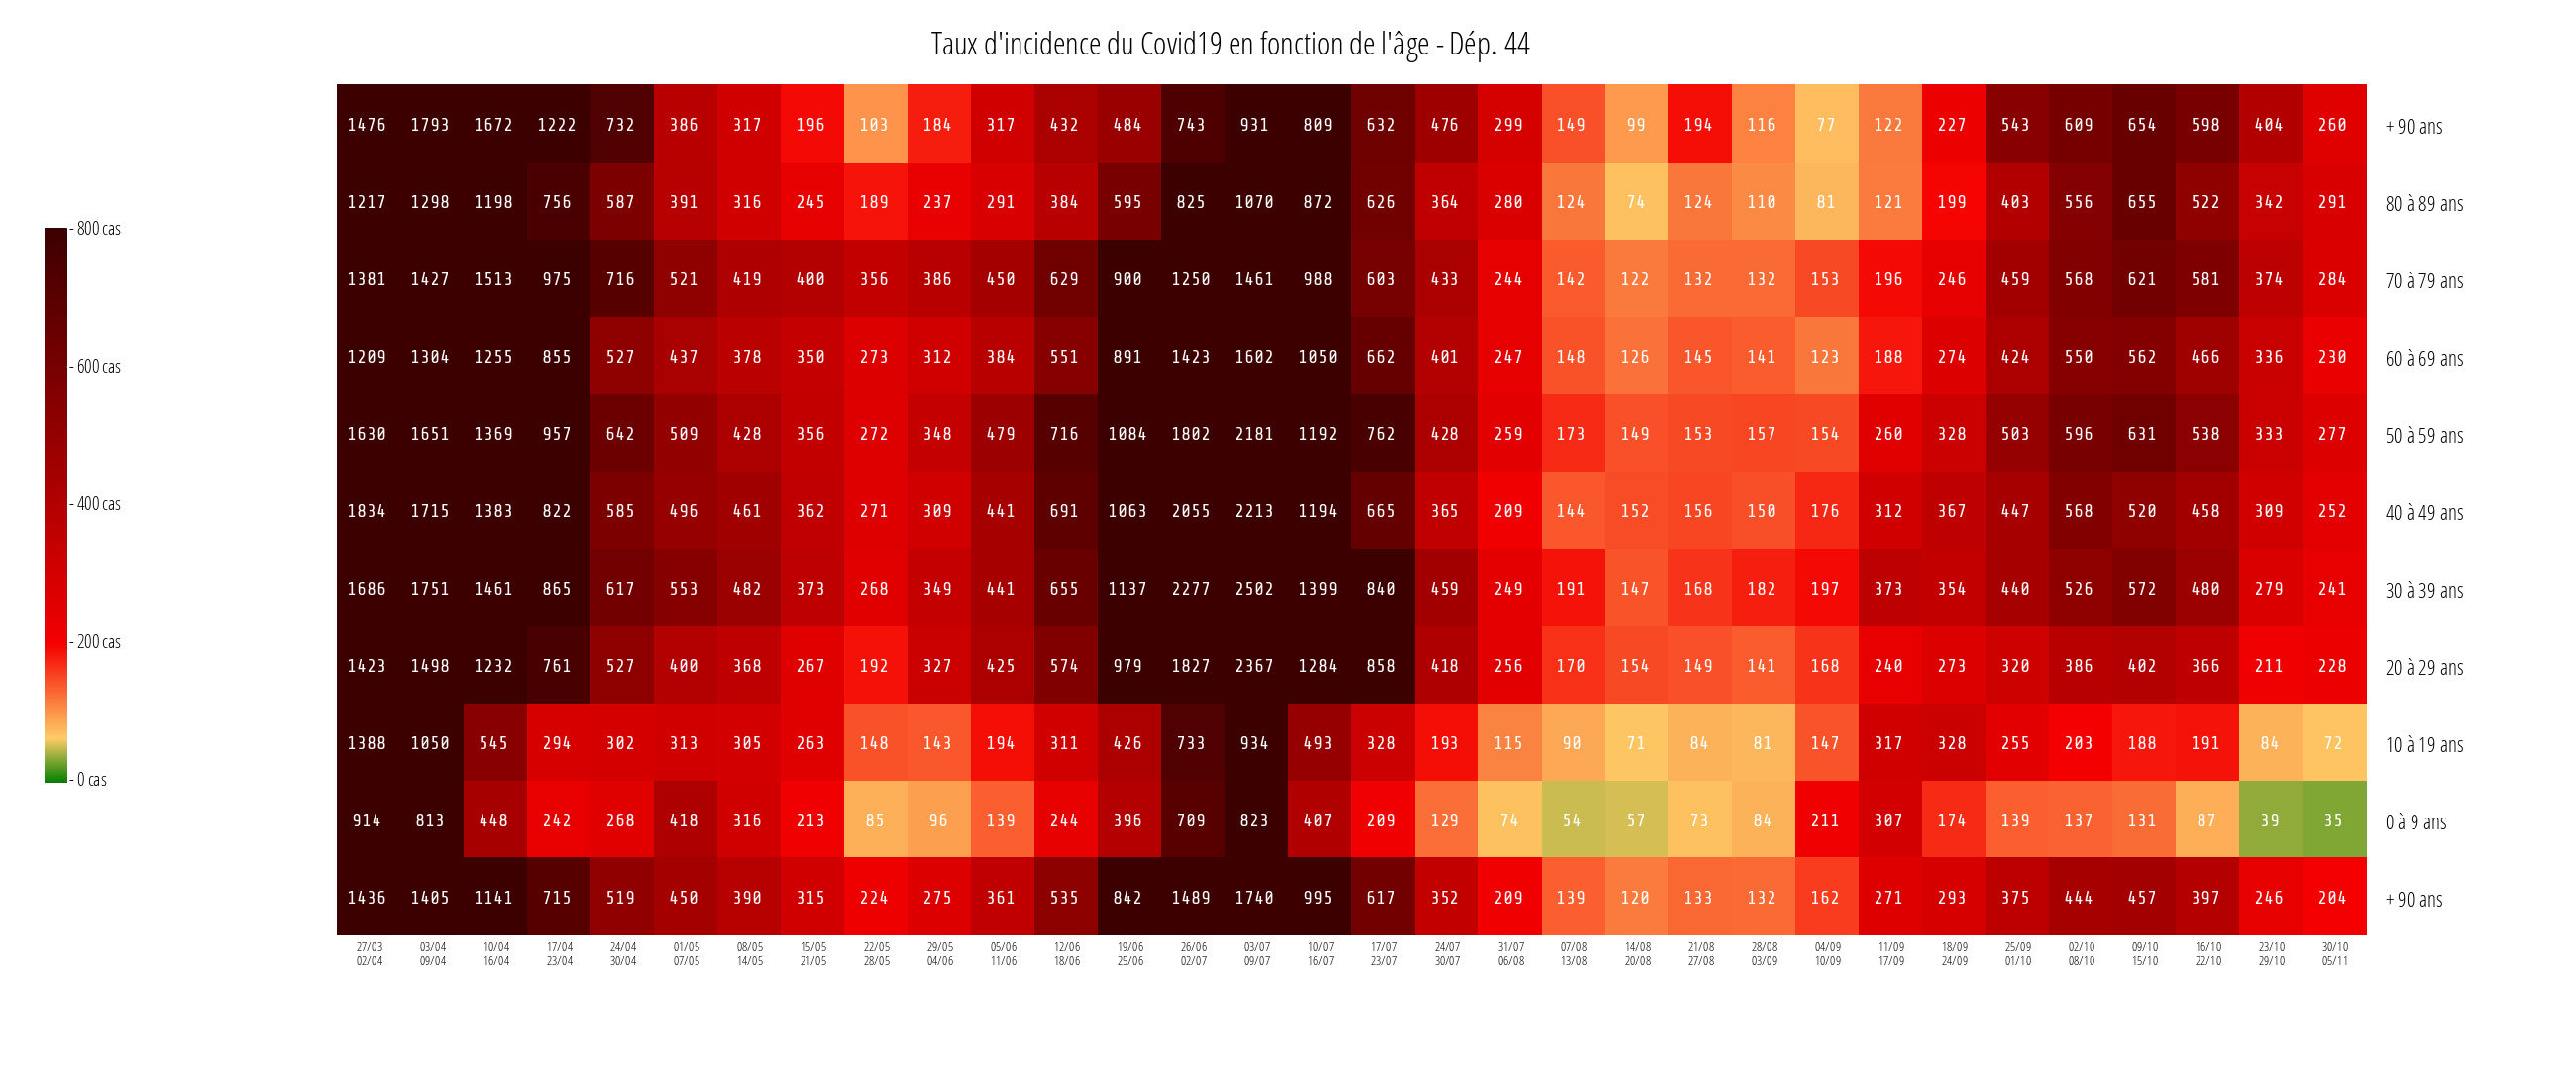 Taux d'incidence du Covid19 en fonction de l'âge - Dép. 44
- 800 cas
- 600 cas
- 400 cas
- 200 cas
- 0 cas
1476 1793 1672 1222 732 386 317 196 103 184 317 432 484 743 931 809 632 476 299 149 99 194 116 77 122 227 543 609 654 598 404 260 + 90 ans
1217 1298 1198 756 587 391 316 245 189 237 291 384 595 825 1070 872 626 364 280 124 74 124 110 81 121 199 403 556 655 522 342 291 80 à 89 ans
1381 1427 1513 975 716 521 419 400 356 386 450 629 900 1250 1461 988 603 433 244 142 122 132 132 153 196 246 459 568 621 581 374 284 70 à 79 ans
1209 1304 1255 855 527 437 378 350 273 312 384 551 891 1423 1602 1050 662 401 247 148 126 145 141 123 188 274 424 550 562 466 336 230 60 à 69 ans
1630 1651 1369 957 642 509 428 356 272 348 479 716 1084 1802 2181 1192 762 428 259 173 149 153 157 154 260 328 503 596 631 538 333 277 50 à 59 ans
1834 1715 1383 822 585 496 461 362 271 309 441 691 1063 2055 2213 1194 665 365 209 144 152 156 150 176 312 367 447 568 520 458 309 252 40 à 49 ans
1686 1751 1461 865 617 553 482 373 268 349 441 655 1137 2277 2502 1399 840 459 249 191 147 168 182 197 373 354 440 526 572 480 279 241 30 à 39 ans
1423 1498 1232 761 527 400 368 267 192 327 425 574 979 1827 2367 1284 858 418 256 170 154 149 141 168 240 273 320 386 402 366 211 228 20 à 29 ans
1388 1050 545 294 302 313 305 263 148 143 194 311 426 733 934 493 328 193 115 90 71 84 81 147 317 328 255 203 188 191 84 72 10 à 19 ans
914 813 448 242 268 418 316 213 85 96 139 244 396 709 823 407 209 129 74 54 57 73 84 211 307 174 139 137 131 87 39 35 0 à 9 ans
1436 1405 1141 715 519 450 390 315 224 275 361 535 842 1489 1740 995 617 352 209 139 120 133 132 162 271 293 375 444 457 397 246 204 + 90 ans
27/03 03/04 10/04 17/04 24/04 01/05 08/05 15/05 22/05 29/05 05/06 12/06 19/06 26/06 03/07 10/07 17/07 24/07 31/07 07/08 14/08 21/08 28/08 04/09 11/09 18/09 25/09 02/10 09/10 16/10 23/10 30/10
02/04 09/04 16/04 23/04 30/04 07/05 14/05 21/05 28/05 04/06 11/06 18/06 25/06 02/07 09/07 16/07 23/07 30/07 06/08 13/08 20/08 27/08 03/09 10/09 17/09 24/09 01/10 08/10 15/10 22/10 29/10 05/11